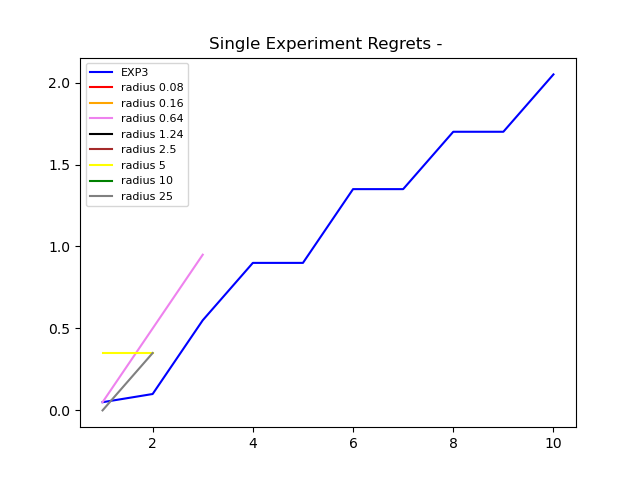 Single Experiment Regrets -
EXP3
radius 0.08
radius 0.16
radius 0.64
radius 1.24
radius 2.5
radius 5
radius 10
radius 25
2.0
1.5
1.0
0.5
0.0
2 4 6 8 10